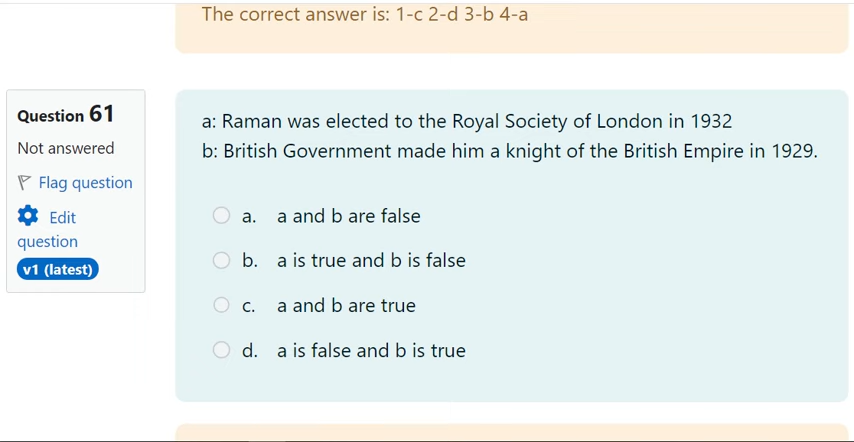 The correct answer is: 1-c 2-d 3-b 4-a
Question 61
Not answered
Flag question
Edit
question
v1 (latest)
a: Raman was elected to the Royal Society of London in 1932
b: British Government made him a knight of the British Empire in 1929.
a. a and b are false
b. a is true and b is false
c. a and b are true
d. a is false and b is true